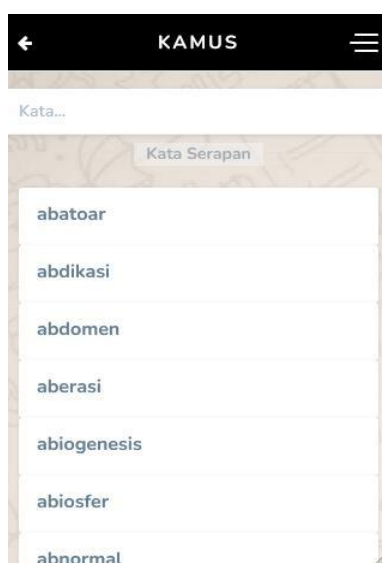 KAMUS
Kata...
Kata Serapan
abatoar
abdikasi
abdomen
aberasi
abiogenesis
abiosfer
abnormal